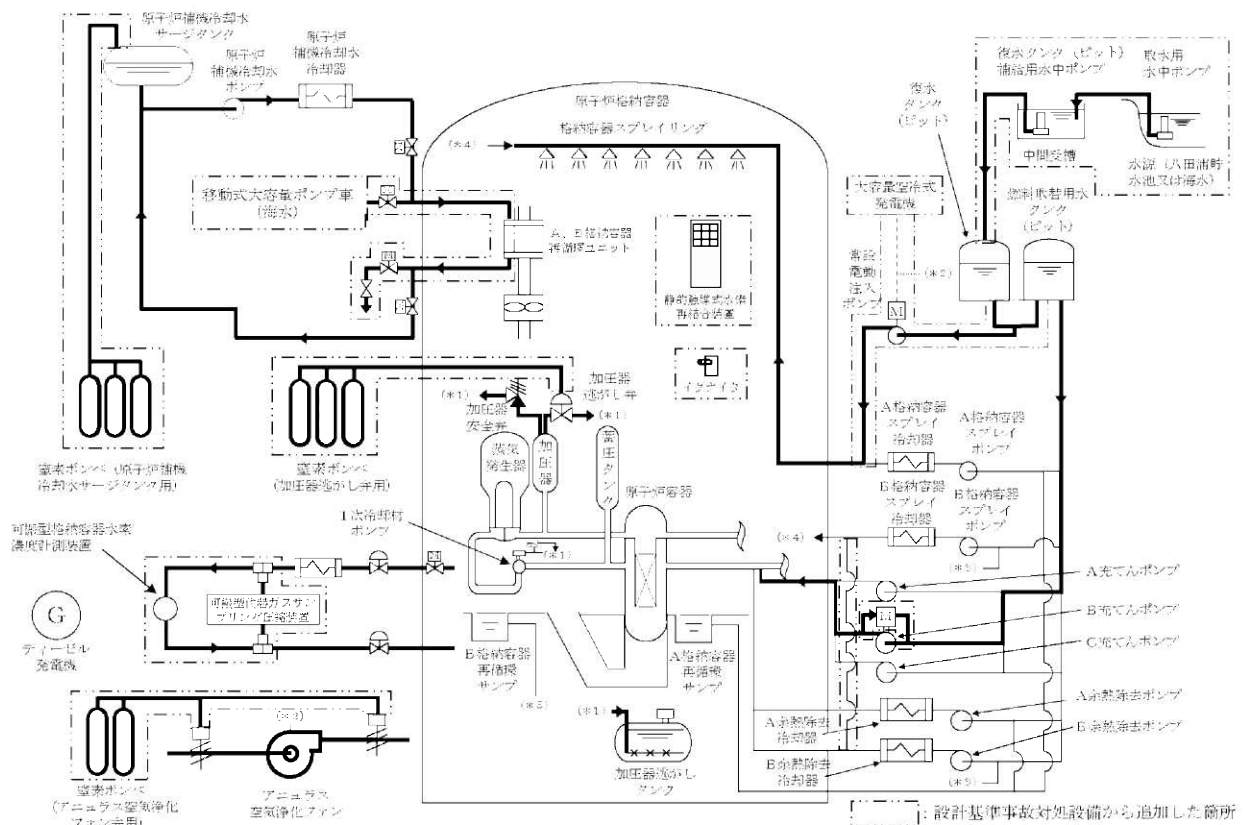 原子炉補機冷却水
サージタンク
原子炉
補機冷却水
ポンプ
原子炉
補機冷却水
冷却器
原子炉格納容器
格納容器スプレイリング
(*4)
移動式大容量ポンプ車
(海水)
M
M
A、B格納容器
再循環ユニット
静的触媒式水素
再結合装置
イグナイタ
復水タンク(ピット)
補給用水中ポンプ
取水用
水中ポンプ
復水
タンク
(ピット)
中間受槽
水源(八田浦貯
水池又は海水)
大容量空冷式
発電機
燃料取替用水
タンク
(ピット)
常設
電動
注入
ポンプ
(*2)
M
窒素ボンベ(原子炉補機
冷却水サージタンク用)
窒素ボンベ
(加圧器逃がし弁用)
(*1)
加圧器
安全弁
加圧器
逃がし弁
(*1)
蒸気
発生器
加圧器
蓄圧タンク
原子炉容器
1次冷却材
ポンプ
(*1)
A格納容器
スプレイ
冷却器
A格納容器
スプレイ
ポンプ
B格納容器
スプレイ
冷却器
B格納容器
スプレイ
ポンプ
(*4)
(*5)
可搬型格納容器水素
濃度計測装置
M
可搬型代替ガスサン
プリング圧縮装置
G
ディーゼル
発電機
B格納容器
再循環
サンプ
A格納容器
再循環
サンプ
(*5)
(*1)
加圧器逃がし
タンク
A充てんポンプ
B充てんポンプ
C充てんポンプ
A余熱除去ポンプ
B余熱除去ポンプ
A余熱除去
冷却器
B余熱除去
冷却器
(*5)
窒素ボンベ
(アニュラス空気浄化
ファン弁用)
アニュラス
空気浄化ファン
:設計基準事故対処設備から追加した箇所